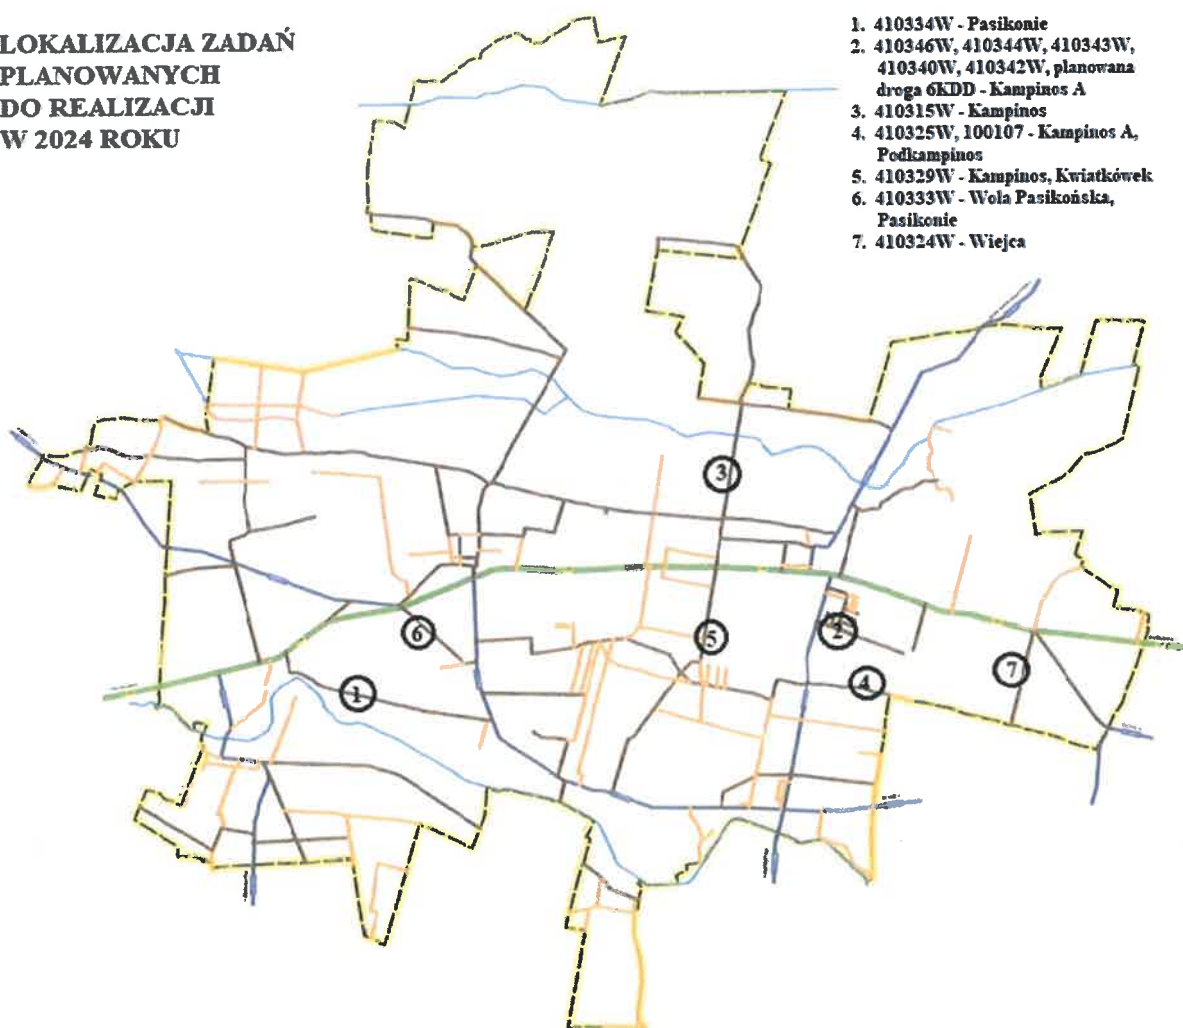 LOKALIZACJA ZADAŃ
PLANOWANYCH
DO REALIZACJI
W 2024 ROKU
1. 410334W - Pasikonie
2. 410346W, 410344W, 410343W,
410340W, 410342W, planowana
droga 6KDD - Kampinos A
3. 410315W - Kampinos
4. 410325W, 100107 - Kampinos A,
Podkampinos
5. 410329W - Kampinos, Kwiatkówek
6. 410333W - Wola Pasikońska,
Pasikonie
7. 410324W - Wiejca
3
6
5
2
1
4
7